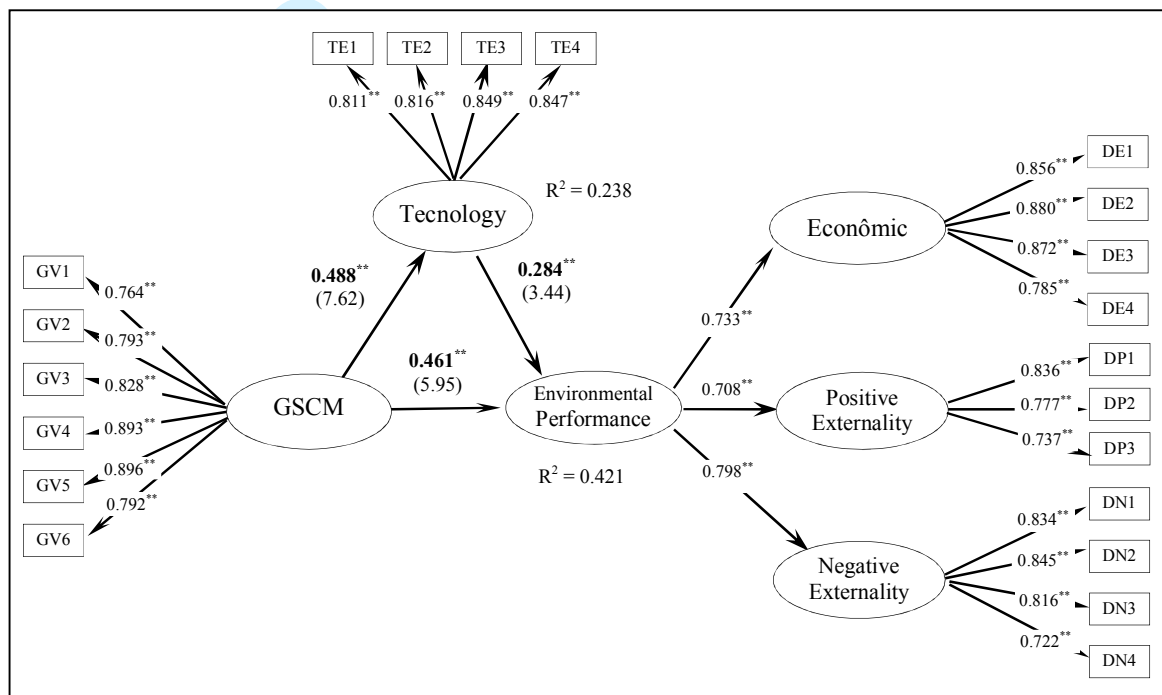 TE1 TE2 TE3 TE4
0.811** 0.816** 0.849** 0.847**
Tecnology
R² = 0.238
GV1
GV2
GV3
GV4
GV5
GV6
0.764**
0.793**
0.828**
0.893**
0.896**
0.792**
GSCM
0.488**
(7.62)
0.284**
(3.44)
0.461**
(5.95)
Environmental
Performance
R² = 0.421
0.733**
0.708**
0.798**
Econômic
0.856**
0.880**
0.872**
0.785**
DE1
DE2
DE3
DE4
Positive
Externality
0.836**
0.777**
0.737**
DP1
DP2
DP3
Negative
Externality
0.834**
0.845**
0.816**
0.722**
DN1
DN2
DN3
DN4